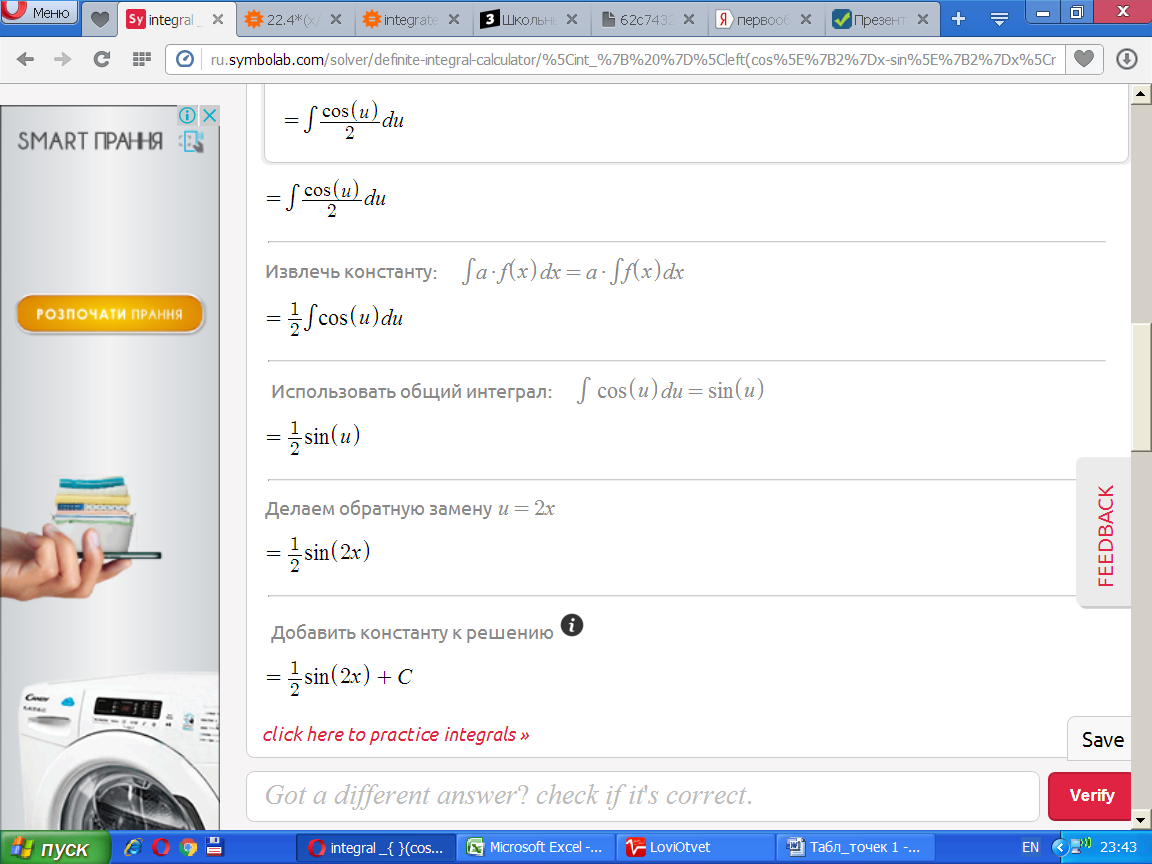 Меню
integral_
22.4*(x/
integrate
Школьн
62c7432
первооб
Презент
ru.symbolab.com/solver/definite-integral-calculator/%5Cint_%7B%20%7D%5Cleft(cos%5E%7B2%7Dx-sin%5E%7B2%7Dx%5Cr
SMART ПРАННЯ
РОЗПОЧАТИ ПРАННЯ
CANDY
= ∫ cos(u)/2 du
= ∫ cos(u)/2 du
Извлечь константу: ∫a·f(x)dx=a·∫f(x)dx
= 1/2 ∫cos(u)du
Использовать общий интеграл: ∫ cos(u)du = sin(u)
= 1/2 sin(u)
Делаем обратную замену u = 2x
= 1/2 sin(2x)
Добавить константу к решению i
= 1/2 sin(2x) + C
click here to practice integrals »
FEEDBACK
Save
Got a different answer? check if it's correct.
Verify
пуск
integral _{ }(cos...
Microsoft Excel -...
LoviOtvet
Табл_точек 1 -...
EN
23:43